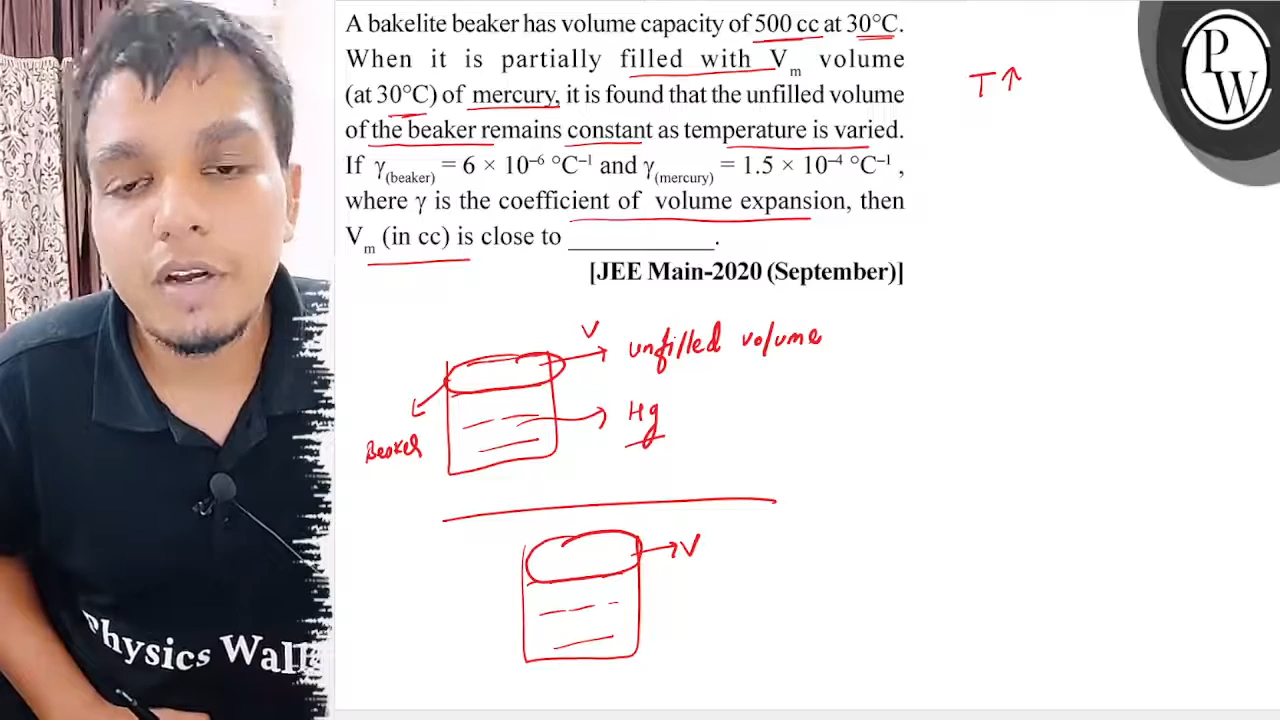 A bakelite beaker has volume capacity of 500 cc at 30°C.
When it is partially filled with Vₘ volume
(at 30°C) of mercury, it is found that the unfilled volume
of the beaker remains constant as temperature is varied.
If γ(beaker) = 6 × 10⁻⁶ °C⁻¹ and γ(mercury) = 1.5 × 10⁻⁴ °C⁻¹ ,
where γ is the coefficient of volume expansion, then
Vₘ (in cc) is close to ____________.
[JEE Main-2020 (September)]
T↑
PW
V
unfilled volume
Hg
Beaker
V
Physics Wall